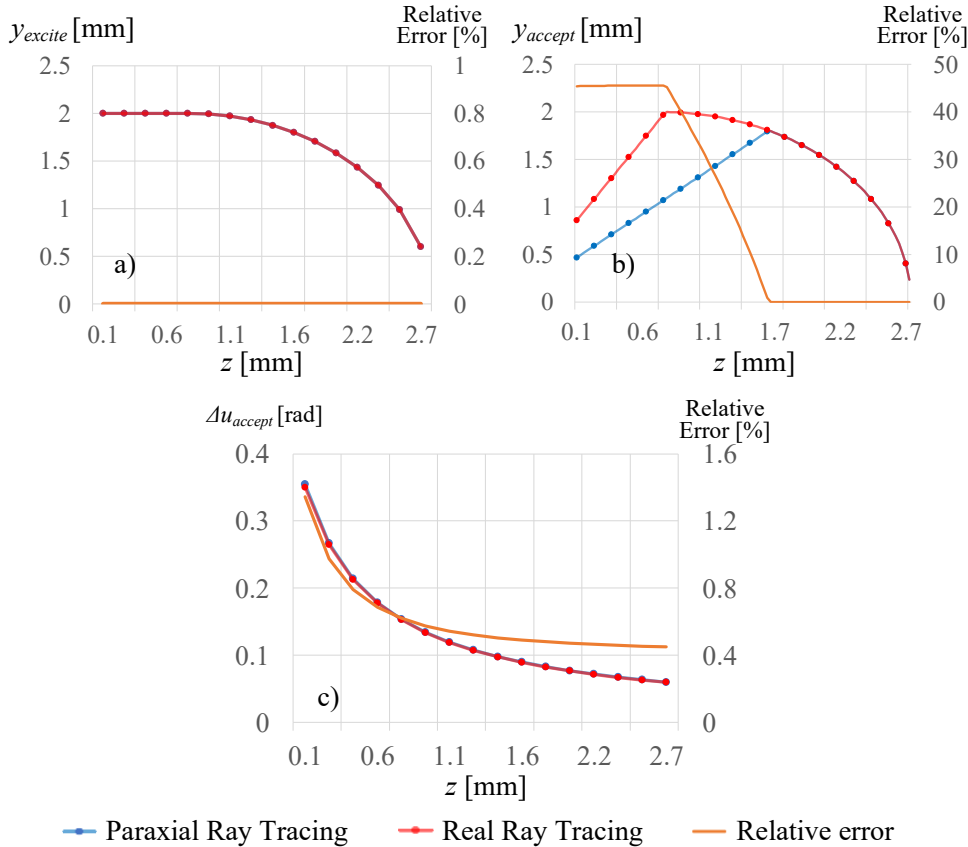 y_excite [mm]
Relative
Error [%]
2.5
2
1.5
1
0.5
0
1
0.8
0.6
0.4
0.2
0
a)
0.1 0.6 1.1 1.6 2.2 2.7
z [mm]
y_accept [mm]
Relative
Error [%]
2.5
2
1.5
1
0.5
0
50
40
30
20
10
0
b)
0.1 0.6 1.1 1.6 2.2 2.7
z [mm]
Δu_accept [rad]
Relative
Error [%]
0.4
0.3
0.2
0.1
0
1.6
1.2
0.8
0.4
0
c)
0.1 0.6 1.1 1.6 2.2 2.7
z [mm]
Paraxial Ray Tracing Real Ray Tracing Relative error